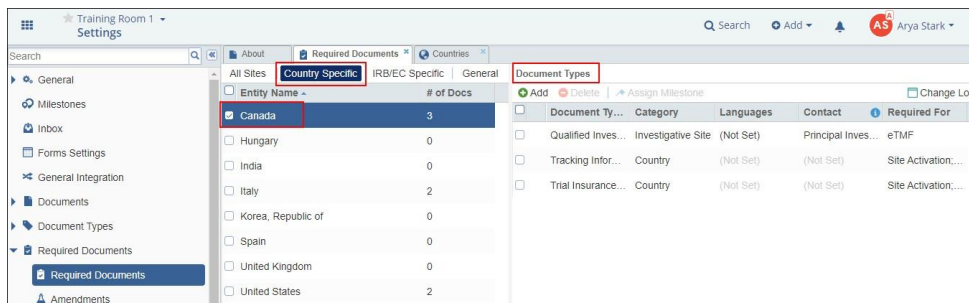 Training Room 1
Settings
Search
Add
A
AS
Arya Stark
Search
About
Required Documents
Countries
General
Milestones
Inbox
Forms Settings
General Integration
Documents
Document Types
Required Documents
Required Documents
Amendments
All Sites
Country Specific
IRB/EC Specific
General
Entity Name
# of Docs
Canada 3
Hungary 0
India 0
Italy 2
Korea, Republic of 0
Spain 0
United Kingdom 0
United States 2
Document Types
Add
Delete
Assign Milestone
Change Lo
Document Ty... Category Languages Contact Required For
Qualified Inves... Investigative Site (Not Set) Principal Inves... eTMF
Tracking Infor... Country (Not Set) (Not Set) Site Activation;...
Trial Insurance... Country (Not Set) (Not Set) Site Activation;...